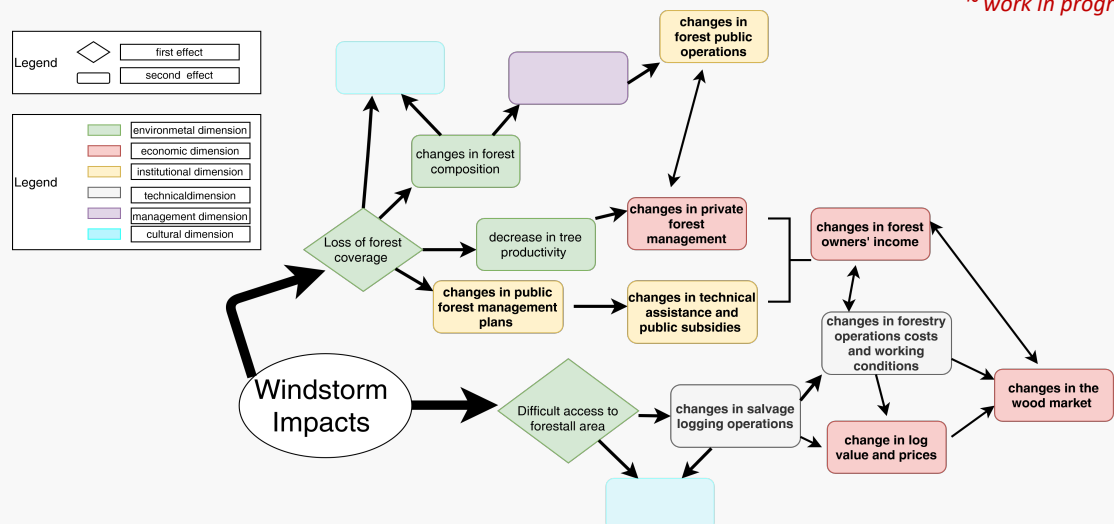 work in progr
Legend
first effect
second effect
Legend
environmetal dimension
economic dimension
institutional dimension
technicaldimension
management dimension
cultural dimension
changes in
forest public
operations
changes in forest
composition
Loss of forest
coverage
decrease in tree
productivity
changes in private
forest
management
changes in forest
owners' income
changes in public
forest management
plans
changes in technical
assistance and
public subsidies
changes in forestry
operations costs
and working
conditions
Windstorm
Impacts
Difficult access to
forestall area
changes in salvage
logging operations
changes in the
wood market
change in log
value and prices